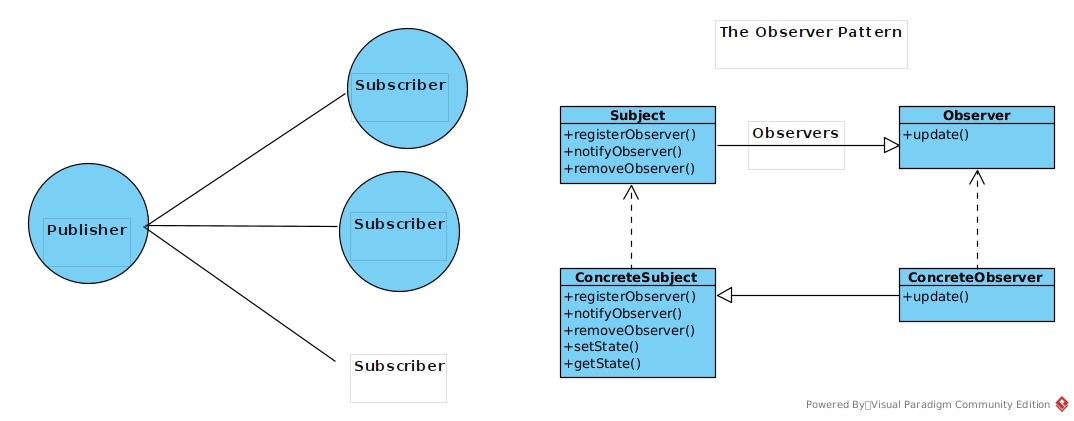 Subscriber
Subscriber
Publisher
Subscriber
The Observer Pattern
Subject
+registerObserver()
+notifyObserver()
+removeObserver()
Observers
Observer
+update()
ConcreteSubject
+registerObserver()
+notifyObserver()
+removeObserver()
+setState()
+getState()
ConcreteObserver
+update()
Powered By Visual Paradigm Community Edition